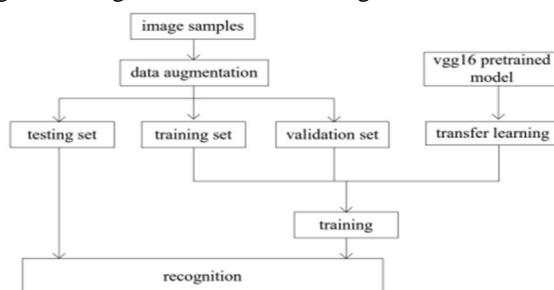 image samples
vgg16 pretrained
model
data augmentation
testing set
training set
validation set
transfer learning
training
recognition